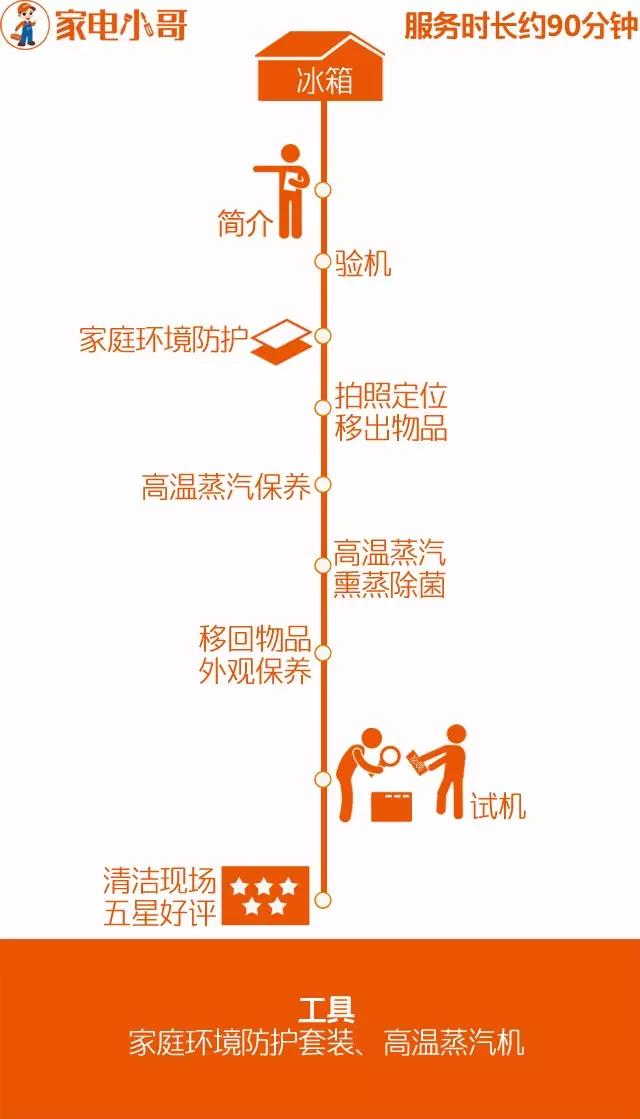 家电小哥
服务时长约90分钟
冰箱
简介
验机
家庭环境防护
拍照定位
移出物品
高温蒸汽保养
高温蒸汽
熏蒸除菌
移回物品
外观保养
试机
清洁现场
五星好评
工具
家庭环境防护套装、高温蒸汽机